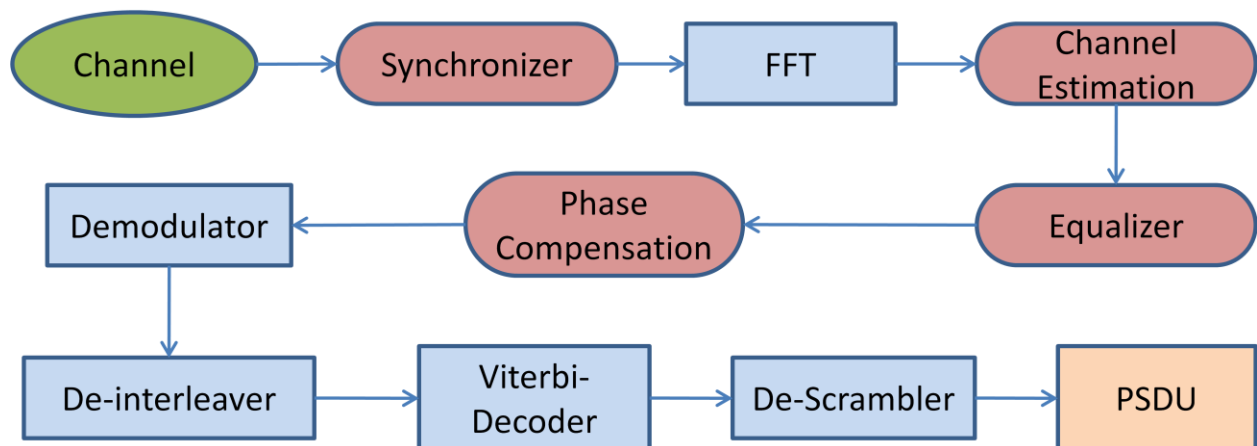 Channel
Synchronizer
FFT
Channel
Estimation
Equalizer
Phase
Compensation
Demodulator
De-interleaver
Viterbi-
Decoder
De-Scrambler
PSDU